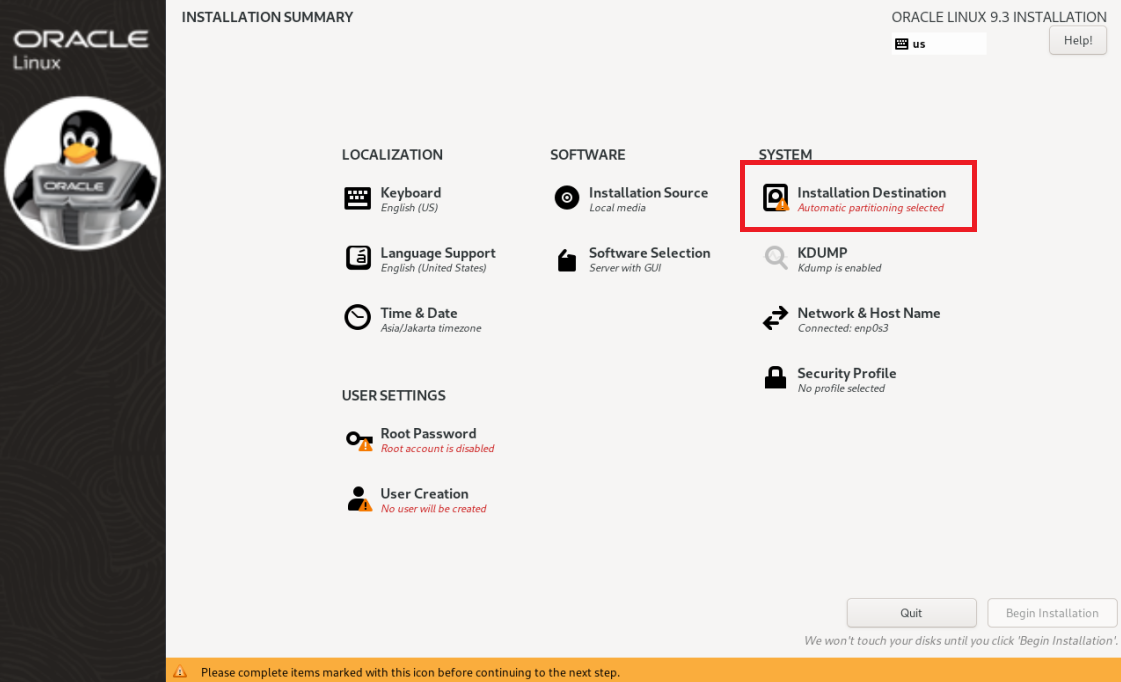 ORACLE
Linux
ORACLE
INSTALLATION SUMMARY
ORACLE LINUX 9.3 INSTALLATION
us
Help!
LOCALIZATION
Keyboard
English (US)
Language Support
English (United States)
Time & Date
Asia/Jakarta timezone
SOFTWARE
Installation Source
Local media
Software Selection
Server with GUI
SYSTEM
Installation Destination
Automatic partitioning selected
KDUMP
Kdump is enabled
Network & Host Name
Connected: enp0s3
Security Profile
No profile selected
USER SETTINGS
Root Password
Root account is disabled
User Creation
No user will be created
Quit
Begin Installation
We won't touch your disks until you click 'Begin Installation'.
Please complete items marked with this icon before continuing to the next step.